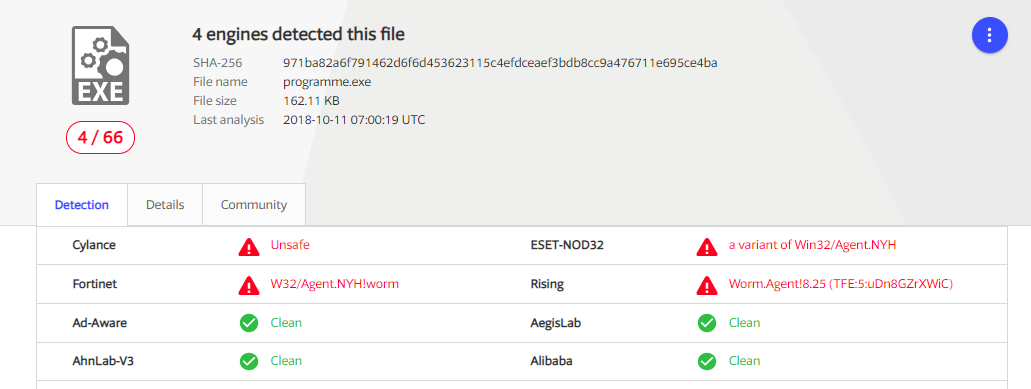 4 engines detected this file
SHA-256 971ba82a6f791462d6f6d453623115c4efdceaef3bdb8cc9a476711e695ce4ba
File name programme.exe
File size 162.11 KB
Last analysis 2018-10-11 07:00:19 UTC
EXE
4 / 66
Detection Details Community
Cylance Unsafe ESET-NOD32 a variant of Win32/Agent.NYH
Fortinet W32/Agent.NYH!worm Rising Worm.Agent!8.25 (TFE:5:uDn8GZrXWiC)
Ad-Aware Clean AegisLab Clean
AhnLab-V3 Clean Alibaba Clean